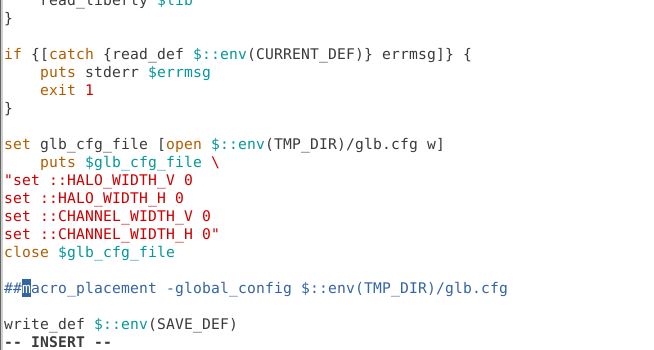 read_liberty $lib
}

if {[catch {read_def $::env(CURRENT_DEF)} errmsg]} {
    puts stderr $errmsg
    exit 1
}

set glb_cfg_file [open $::env(TMP_DIR)/glb.cfg w]
    puts $glb_cfg_file \
"set ::HALO_WIDTH_V 0
set ::HALO_WIDTH_H 0
set ::CHANNEL_WIDTH_V 0
set ::CHANNEL_WIDTH_H 0"
close $glb_cfg_file

##macro_placement -global_config $::env(TMP_DIR)/glb.cfg

write_def $::env(SAVE_DEF)
-- INSERT --